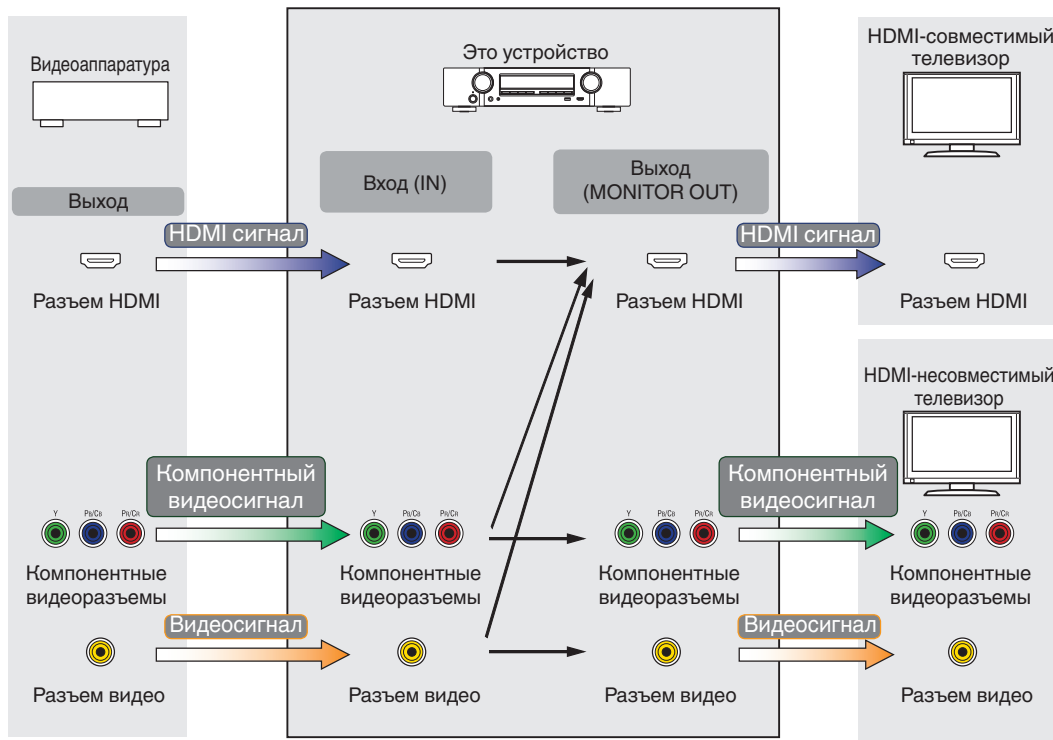 Видеоаппаратура
Это устройство
HDMI-совместимый
телевизор
Выход
Вход (IN)
Выход
(MONITOR OUT)
HDMI сигнал
HDMI сигнал
Разъем HDMI
Разъем HDMI
Разъем HDMI
Разъем HDMI
HDMI-несовместимый
телевизор
Компонентный
видеосигнал
Компонентный
видеосигнал
Y PB/CB PR/CR
Y PB/CB PR/CR
Y PB/CB PR/CR
Y PB/CB PR/CR
Компонентные
видеоразъемы
Компонентные
видеоразъемы
Компонентные
видеоразъемы
Компонентные
видеоразъемы
Видеосигнал
Видеосигнал
Разъем видео
Разъем видео
Разъем видео
Разъем видео